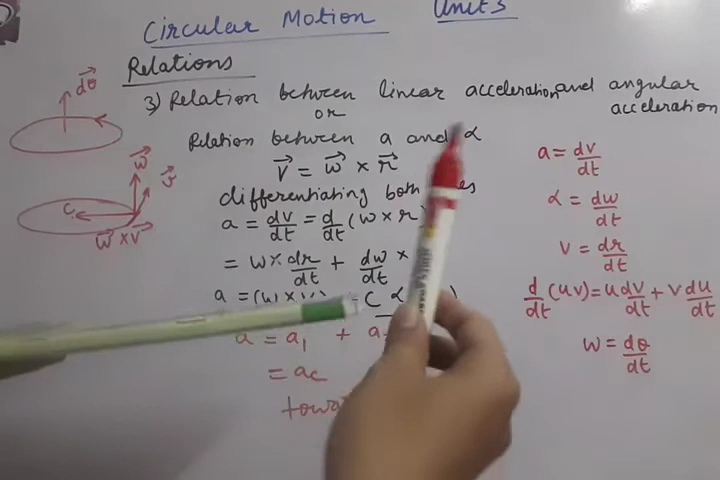 Circular Motion Unit 5
Relations
3) Relation between linear acceleration and angular acceleration
or
Relation between a and α
v⃗ = w⃗ × r⃗
differentiating both
a = dv/dt = d/dt (w × r
= w × dr/dt + dw/dt ×
a = (w × v) = ( α )
a = a₁ + a
= ac
dθ⃗
w⃗
v⃗
C
w⃗ × v⃗
a = dv/dt
α = dw/dt
v = dr/dt
d/dt (uv) = u dv/dt + v du/dt
w = dθ/dt